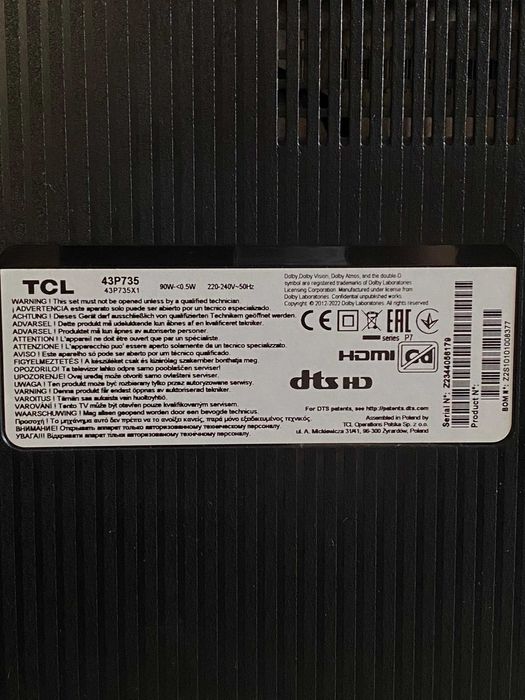 TCL
43P735
43P735X1
90W-<0.5W 220-240V~50Hz
WARNING ! This set must not be opened unless by a qualified technician.
¡ ADVERTENCIA este aparato solo puede ser abierto por un tecnico especializado.
ACHTUNG ! Dieses Gerät darf ausschliesslich von qualifizierten Technikern geöffnet werden.
ADVARSEL ! Dette produkt må udelukkende kun åbnes af en kvalificeret tekniker.
ADVARSEL ! Produktet må kun åpnes av autoriserte personer.
ATTENTION ! L'appareil ne doit être ouvert que par un spécialiste.
ATTENZIONE ! L'apparecchio puo' essere aperto solamente da un tecnico specializzato.
AVISO ! Este aparelho só pode ser aberto por um técnico qualificado.
FIGYELMEZTETÉS ! A készüléket csak és kizárólag szakember bonthatja meg.
OPOZORILO! Ta televizor lahko odpre samo pooblaščen serviser!
UPOZORENJE! Ovaj uređaj može otvoriti samo ovlašteni serviser.
UWAGA ! Ten produkt może być rozbierany tylko przez autoryzowane serwisy.
VARNING ! Denna produkt får endast öppnas av en auktoriserad tekniker.
VAROITUS ! Tämän saa aukaista vain huoltoyhtiö.
VAROVÁNÍ ! Tento TV může být otevřen pouze kvalifikovaným servisem.
WAARSCHUWING ! Mag alleen geopend worden door een bevoegde technicus.
Προσοχή ! Το μηχάνημα αυτό δεν πρέπει να το ανοίξει κανείς, παρά μόνο εξειδικευμένος τεχνικός.
ВНИМАНИЕ! Открывать аппарат только авторизованному техническому персоналу.
УВАГА! Відкривати апарат тільки авторизованому технічному персоналу.
Dolby, Dolby Vision, Dolby Atmos, and the double-D
symbol are registered trademarks of Dolby Laboratories
Licensing Corporation. Manufactured under license from
Dolby Laboratories. Confidential unpublished works.
Copyright © 2012-2022 Dolby Laboratories. All rights reserved.
CE EAC
series P7
HDMI
dts HD
For DTS patents, see http://patents.dts.com
Assembled in Poland by
TCL Operations Polska Sp. z o.o.
ul. A. Mickiewicza 31/41, 96-300 Żyrardów, Poland
Serial N°: Z2344086179
Product N°:
BOM #: Z2S10101008377